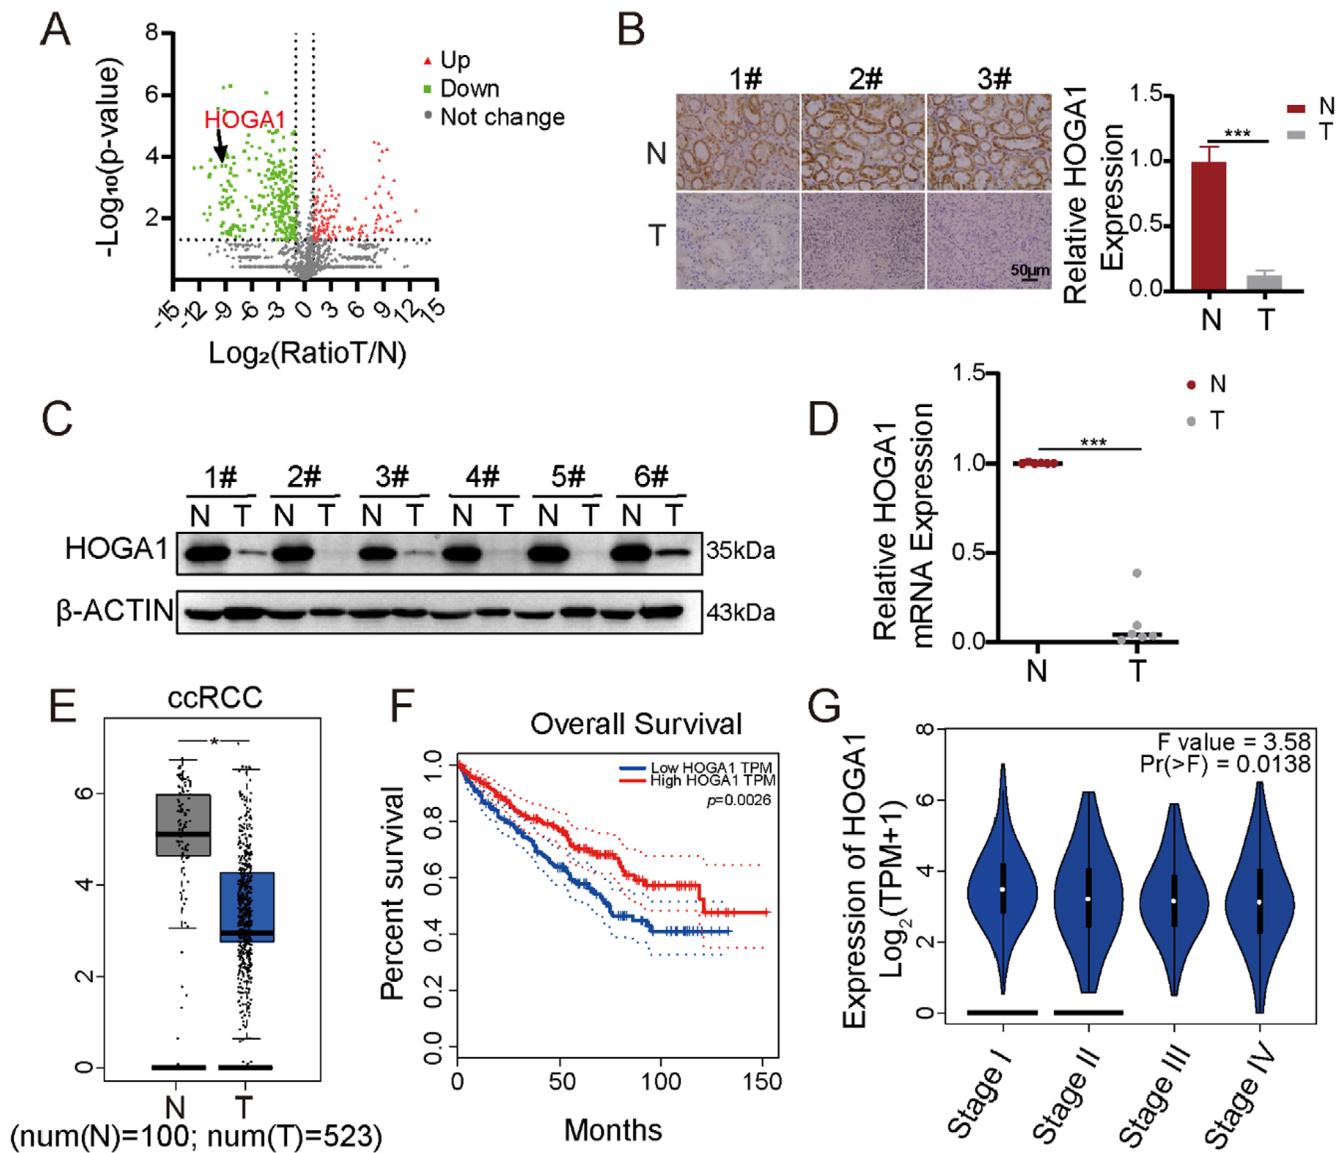 A
8
6
4
2
-Log₁₀(p-value)
HOGA1
Up
Down
Not change
-15 -12 -9 -6 -3 0 3 6 9 12 15
Log₂(RatioT/N)
B
1# 2# 3#
N
T
50μm
Relative HOGA1
Expression
1.5
1.0
0.5
0.0
***
N
T
N T
C
1# 2# 3# 4# 5# 6#
N T N T N T N T N T N T
HOGA1 35kDa
β-ACTIN 43kDa
D
Relative HOGA1
mRNA Expression
1.5
1.0
0.5
0.0
***
N
T
N T
E
ccRCC
*
6
4
2
0
N T
(num(N)=100; num(T)=523)
F
Overall Survival
Low HOGA1 TPM
High HOGA1 TPM
p=0.0026
Percent survival
1.0
0.8
0.6
0.4
0.2
0.0
0 50 100 150
Months
G
F value = 3.58
Pr(>F) = 0.0138
Expression of HOGA1
Log₂(TPM+1)
8
6
4
2
0
Stage I Stage II Stage III Stage IV